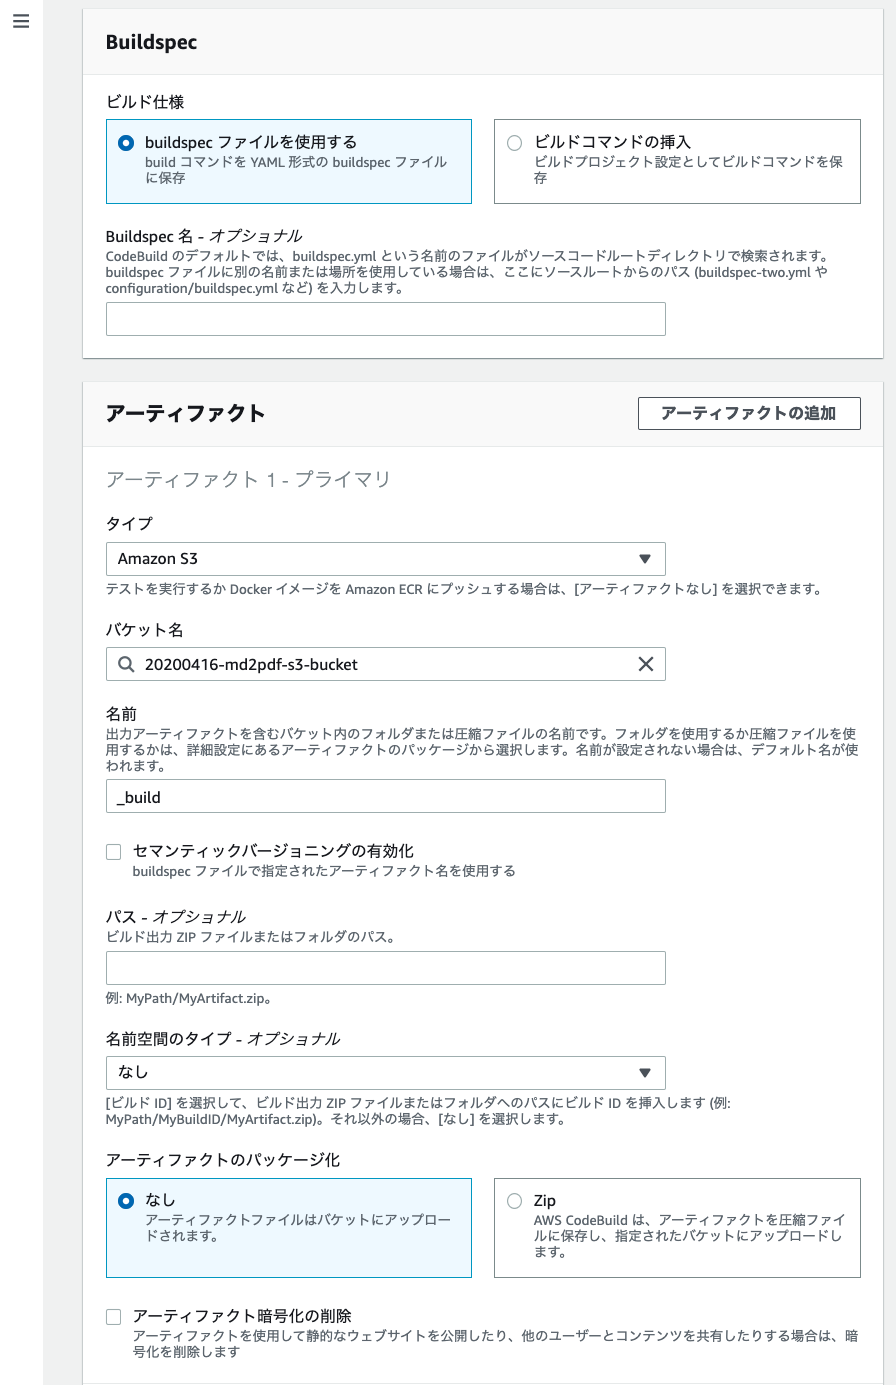 Buildspec
ビルド仕様
buildspec ファイルを使用する
build コマンドを YAML 形式の buildspec ファイル
に保存
ビルドコマンドの挿入
ビルドプロジェクト設定としてビルドコマンドを保
存
Buildspec 名 - オプショナル
CodeBuild のデフォルトでは、buildspec.yml という名前のファイルがソースコードルートディレクトリで検索されます。
buildspec ファイルに別の名前または場所を使用している場合は、ここにソースルートからのパス (buildspec-two.yml や
configuration/buildspec.yml など) を入力します。
アーティファクト
アーティファクトの追加
アーティファクト 1 - プライマリ
タイプ
Amazon S3
テストを実行するか Docker イメージを Amazon ECR にプッシュする場合は、[アーティファクトなし] を選択できます。
バケット名
20200416-md2pdf-s3-bucket
名前
出力アーティファクトを含むバケット内のフォルダまたは圧縮ファイルの名前です。フォルダを使用するか圧縮ファイルを使
用するかは、詳細設定にあるアーティファクトのパッケージから選択します。名前が設定されない場合は、デフォルト名が使
われます。
_build
セマンティックバージョニングの有効化
buildspec ファイルで指定されたアーティファクト名を使用する
パス - オプショナル
ビルド出力 ZIP ファイルまたはフォルダのパス。
例: MyPath/MyArtifact.zip。
名前空間のタイプ - オプショナル
なし
[ビルド ID] を選択して、ビルド出力 ZIP ファイルまたはフォルダへのパスにビルド ID を挿入します (例:
MyPath/MyBuildID/MyArtifact.zip)。それ以外の場合、[なし] を選択します。
アーティファクトのパッケージ化
なし
アーティファクトファイルはバケットにアップロー
ドされます。
Zip
AWS CodeBuild は、アーティファクトを圧縮ファイ
ルに保存し、指定されたバケットにアップロードし
ます。
アーティファクト暗号化の削除
アーティファクトを使用して静的なウェブサイトを公開したり、他のユーザーとコンテンツを共有したりする場合は、暗
号化を削除します